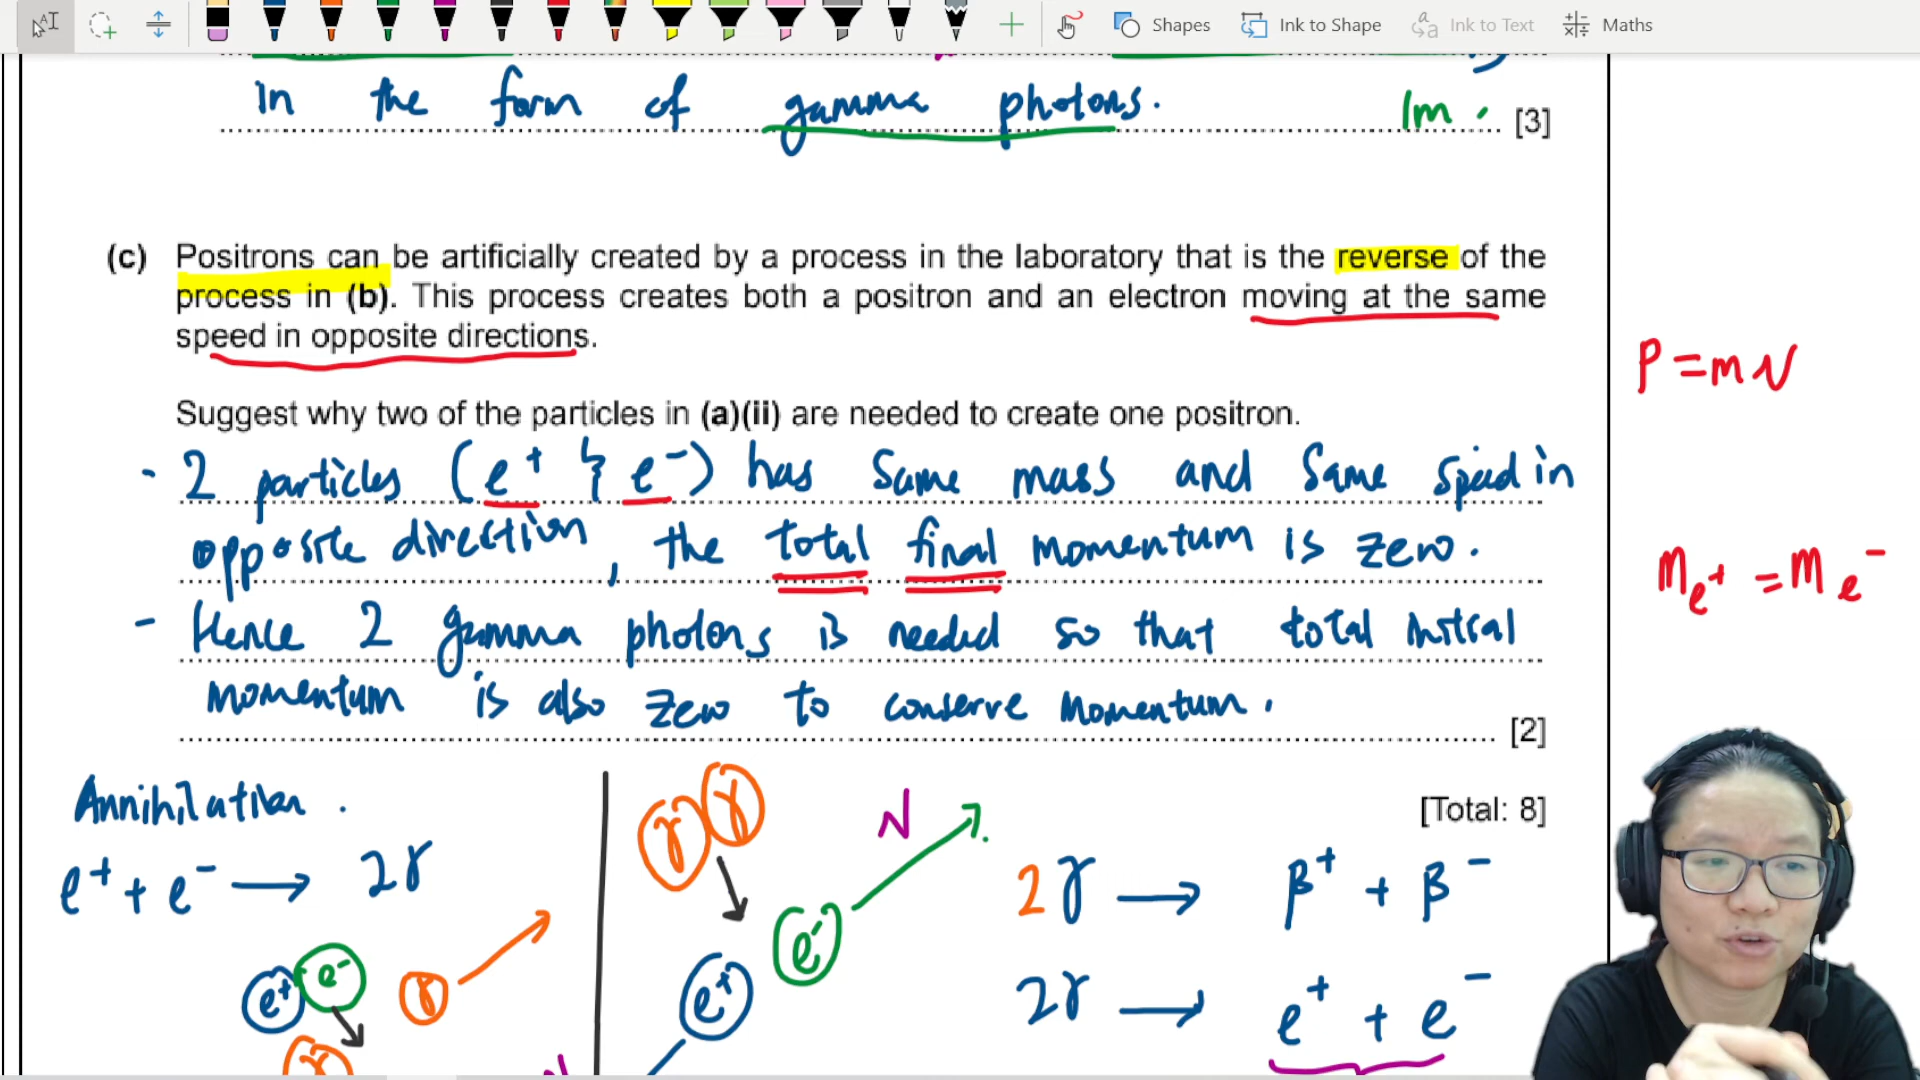 Shapes Ink to Shape Ink to Text Maths
in the form of gamma photons. 1m. [3]
(c) Positrons can be artificially created by a process in the laboratory that is the reverse of the
process in (b). This process creates both a positron and an electron moving at the same
speed in opposite directions.
P = mv
Suggest why two of the particles in (a)(ii) are needed to create one positron.
- 2 particles (e+ & e-) has same mass and same speed in
opposite direction, the total final momentum is zero.
me+ = me-
- Hence 2 gamma photons is needed so that total initial
momentum is also zero to conserve momentum.
[2]
Annihilation.
[Total: 8]
e+ + e- → 2γ
γ γ
v
e-
e+
2γ → β+ + β-
2γ → e+ + e-
e+ e- γ
γ